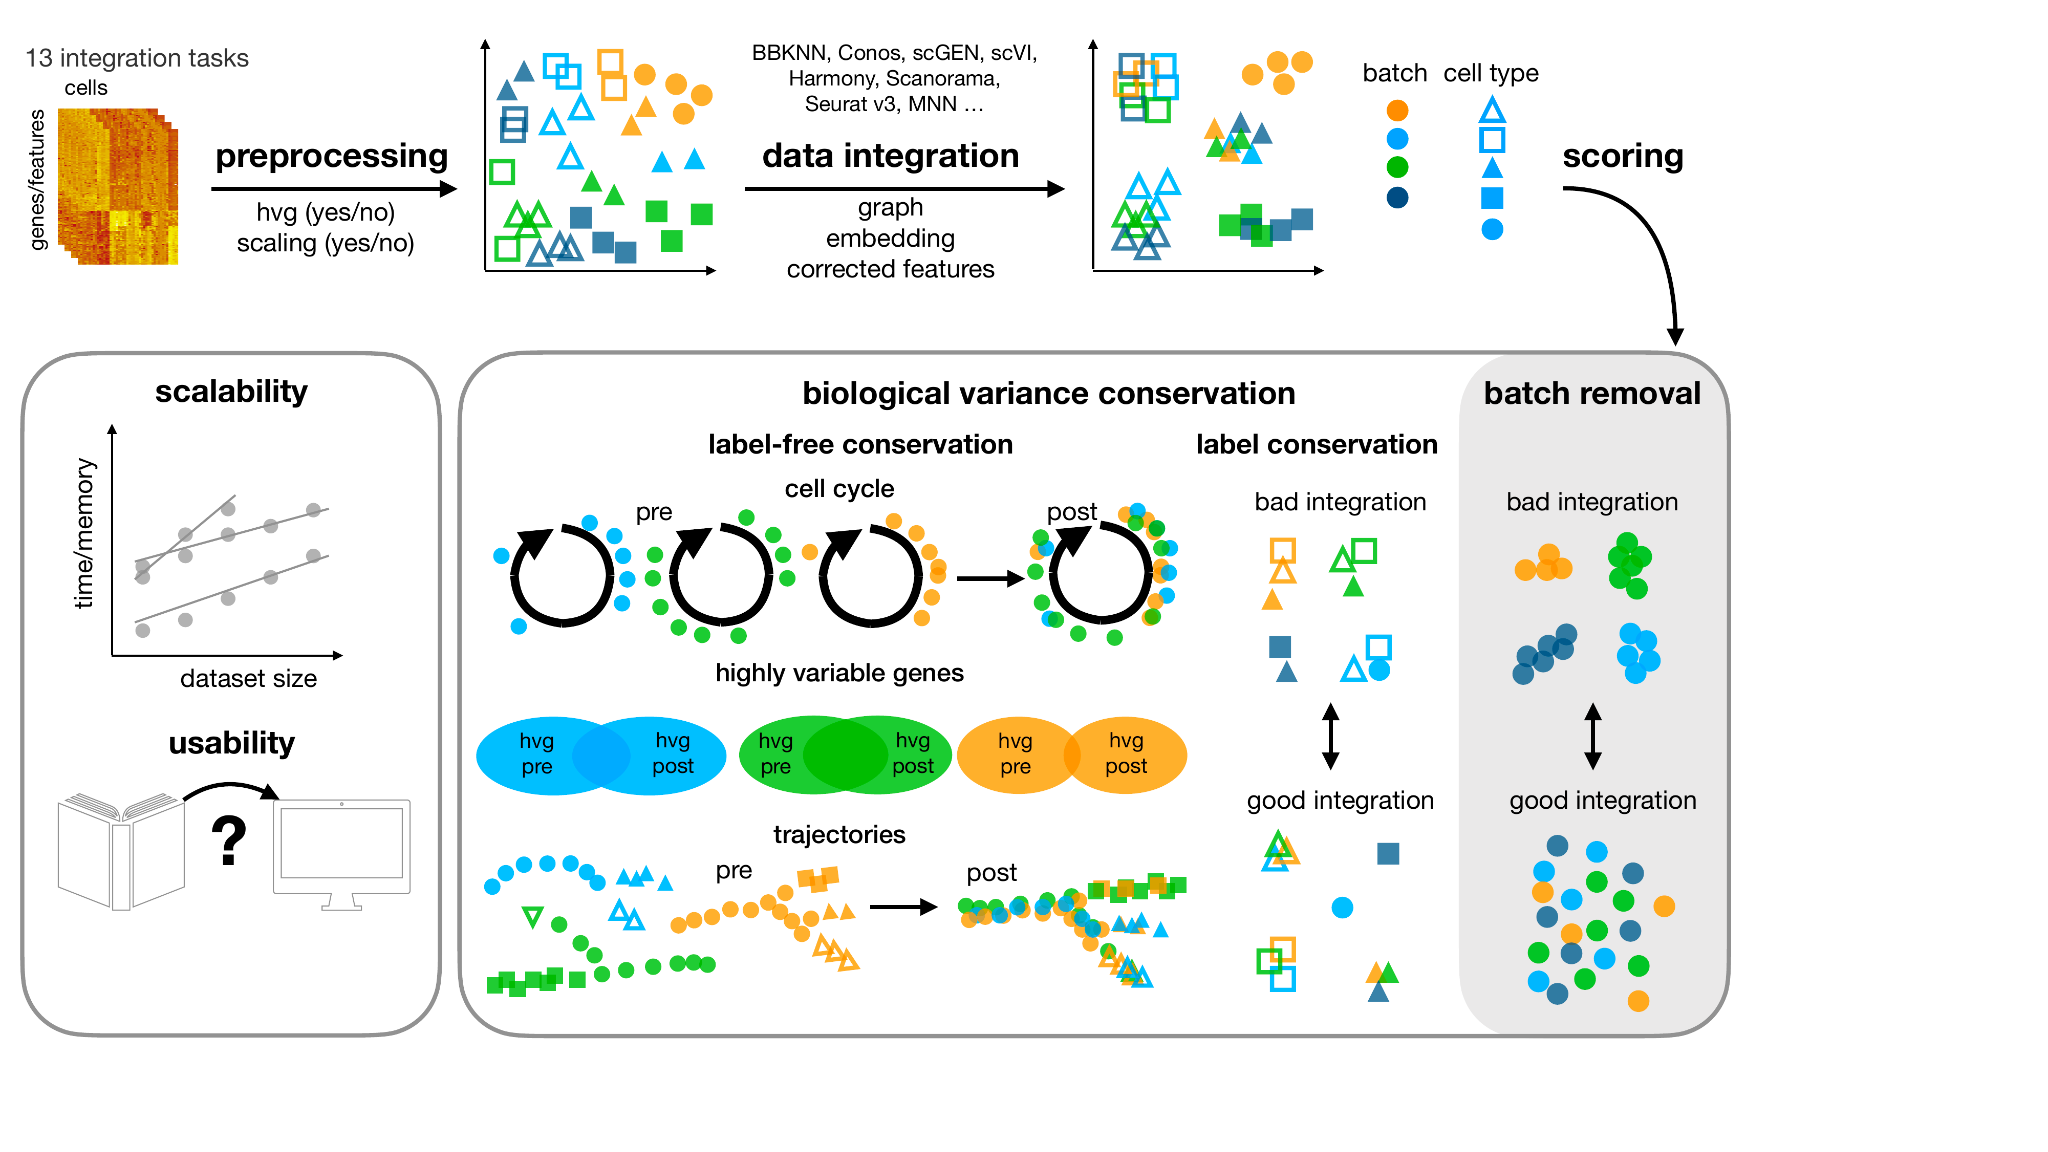 13 integration tasks
cells
genes/features
preprocessing
hvg (yes/no)
scaling (yes/no)
BBKNN, Conos, scGEN, scVI,
Harmony, Scanorama,
Seurat v3, MNN ...
data integration
graph
embedding
corrected features
batch
cell type
scoring
scalability
time/memory
dataset size
usability
?
biological variance conservation
label-free conservation
cell cycle
pre
post
highly variable genes
hvg
pre
hvg
post
hvg
pre
hvg
post
hvg
pre
hvg
post
trajectories
pre
post
label conservation
bad integration
good integration
batch removal
bad integration
good integration